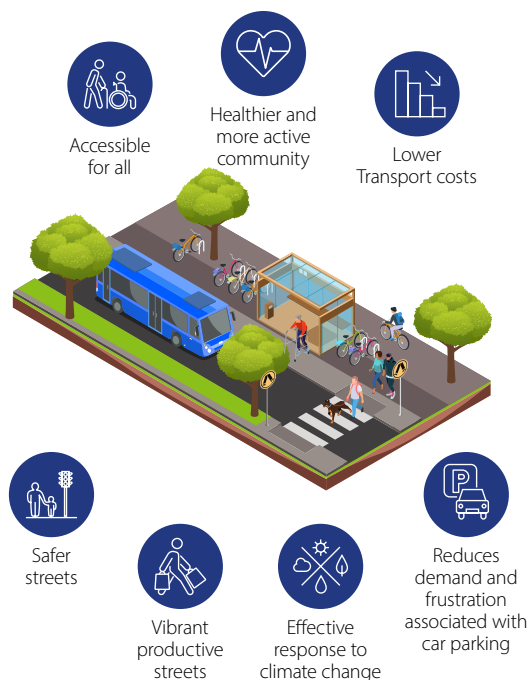 Accessible
for all
Healthier and
more active
community
Lower
Transport costs
Safer
streets
Vibrant
productive
streets
Effective
response to
climate change
P
Reduces
demand and
frustration
associated with
car parking